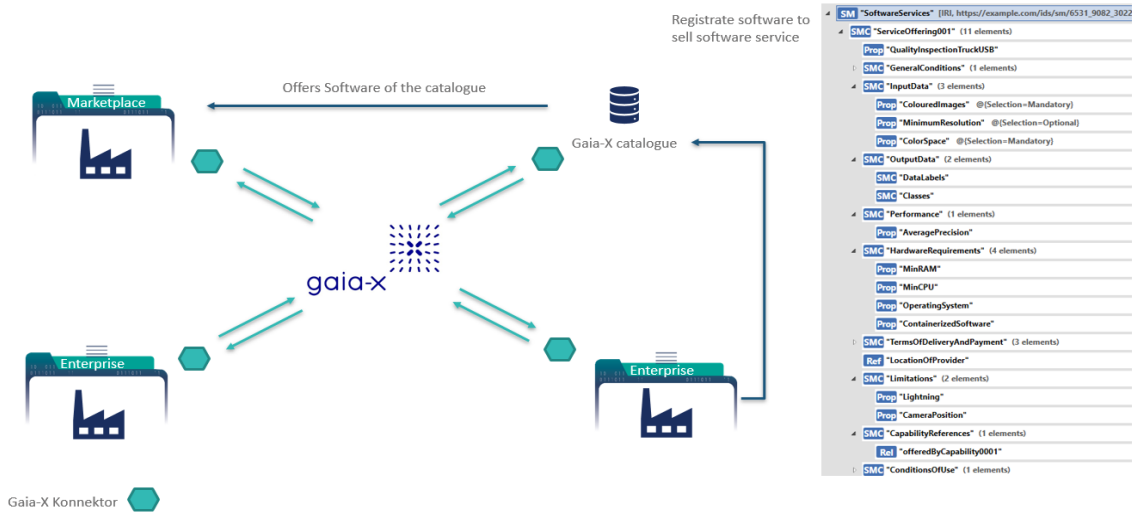 Registrate software to
sell software service
Offers Software of the catalogue
Marketplace
Gaia-X catalogue
gaia-x
Enterprise
Enterprise
Gaia-X Konnektor
SM "SoftwareServices" [IRI, https://example.com/ids/sm/6531_9082_3022
SMC "ServiceOffering001" (11 elements)
Prop "QualityInspectionTruckUSB"
SMC "GeneralConditions" (1 elements)
SMC "InputData" (3 elements)
Prop "ColouredImages" @{Selection=Mandatory}
Prop "MinimumResolution" @{Selection=Optional}
Prop "ColorSpace" @{Selection=Mandatory}
SMC "OutputData" (2 elements)
SMC "DataLabels"
SMC "Classes"
SMC "Performance" (1 elements)
Prop "AveragePrecision"
SMC "HardwareRequirements" (4 elements)
Prop "MinRAM"
Prop "MinCPU"
Prop "OperatingSystem"
Prop "ContainerizedSoftware"
SMC "TermsOfDeliveryAndPayment" (3 elements)
Ref "LocationOfProvider"
SMC "Limitations" (2 elements)
Prop "Lightning"
Prop "CameraPosition"
SMC "CapabilityReferences" (1 elements)
Rel "offeredByCapability0001"
SMC "ConditionsOfUse" (1 elements)